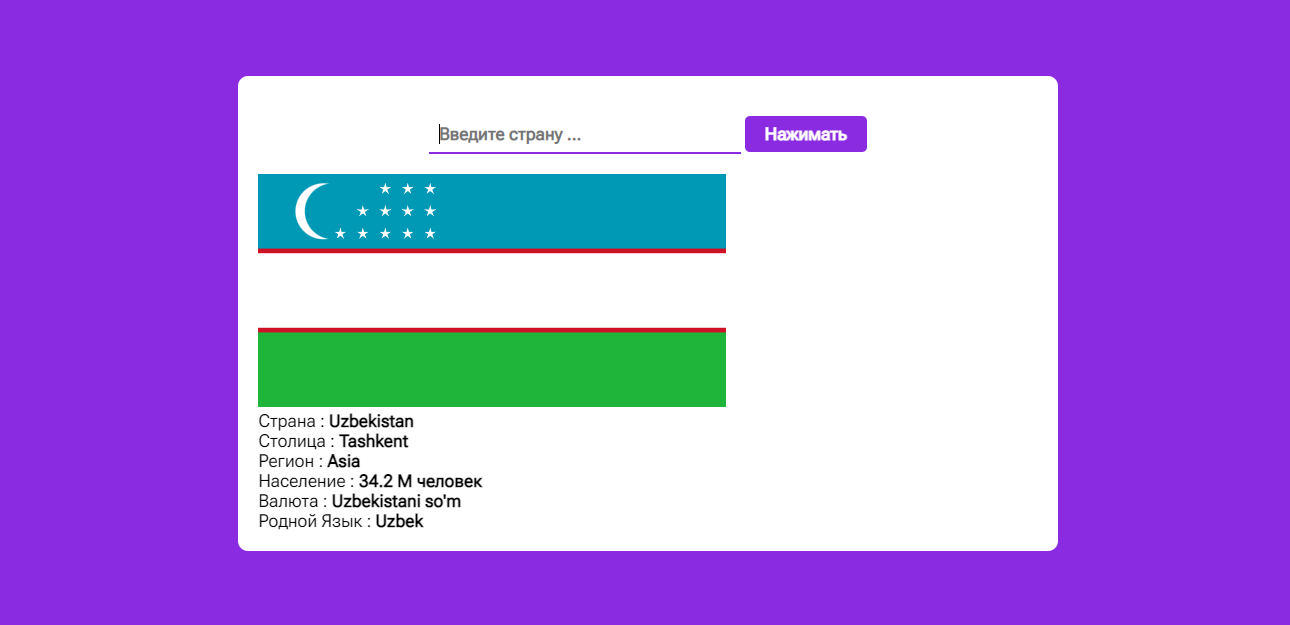 Введите страну ... Нажимать
Страна : Uzbekistan
Столица : Tashkent
Регион : Asia
Население : 34.2 M человек
Валюта : Uzbekistani so'm
Родной Язык : Uzbek